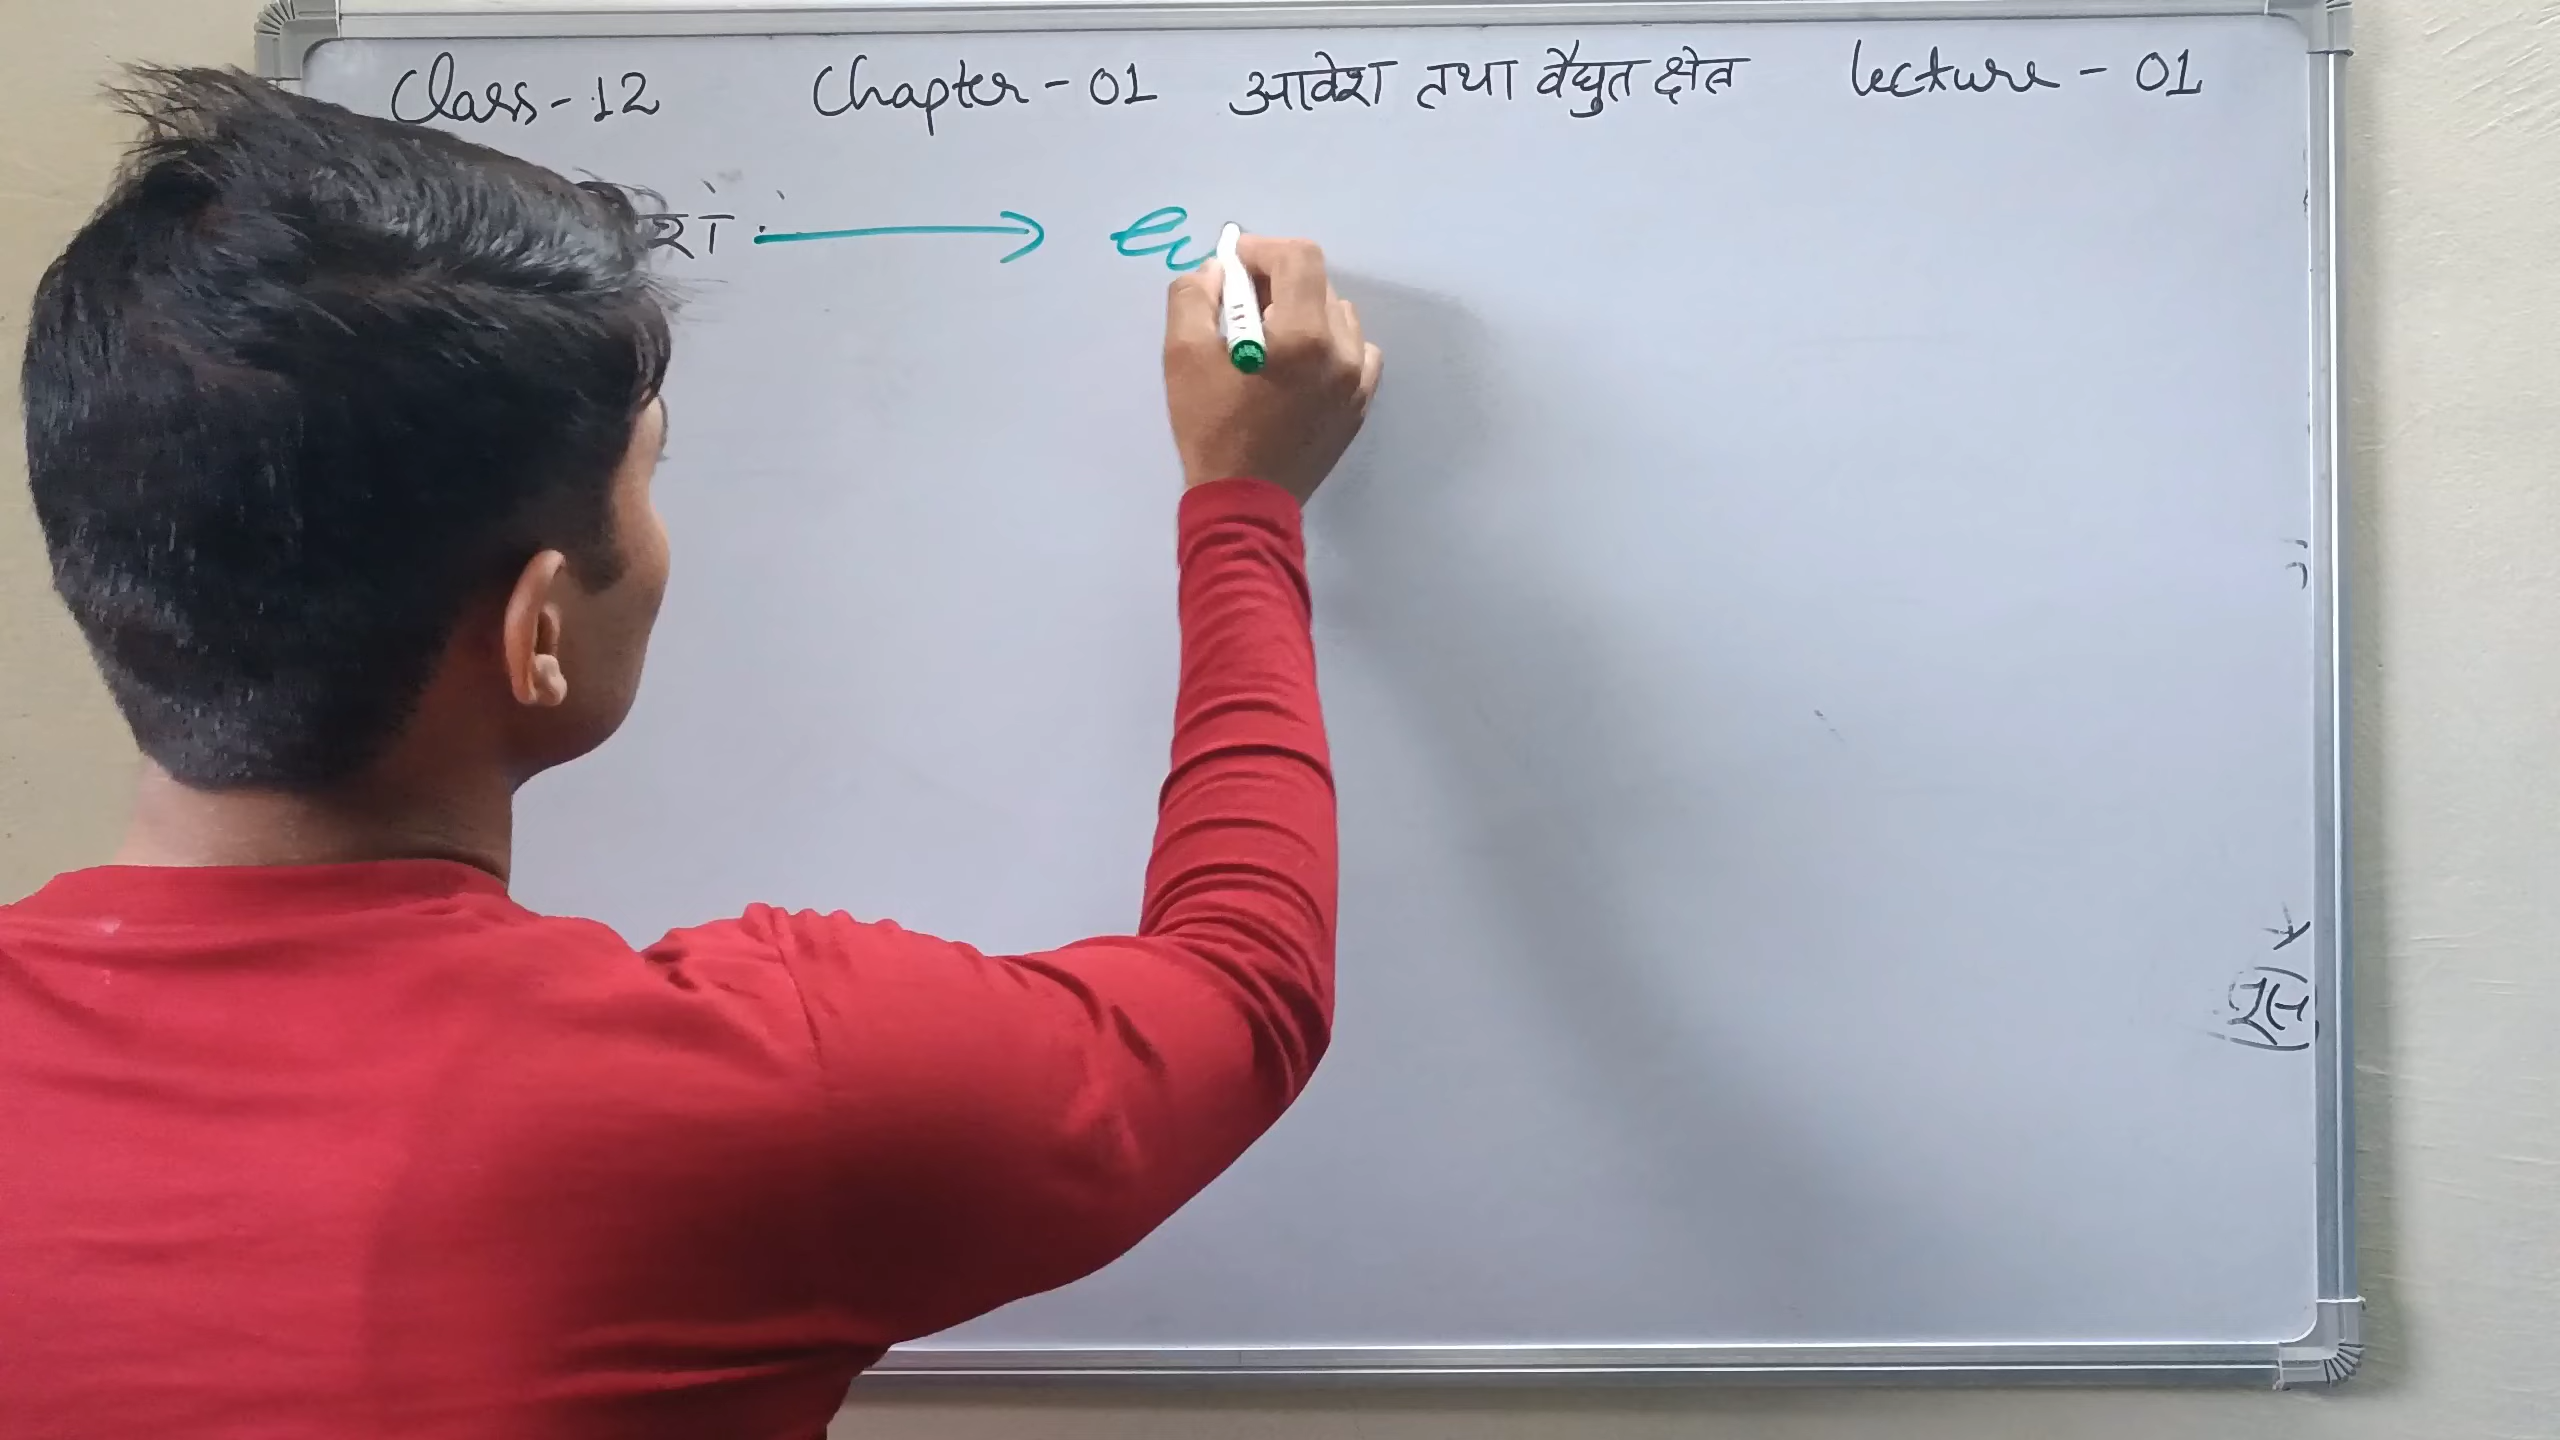 Class - 12 Chapter - 01 आवेश तथा वैद्युत क्षेत्र lecture - 01